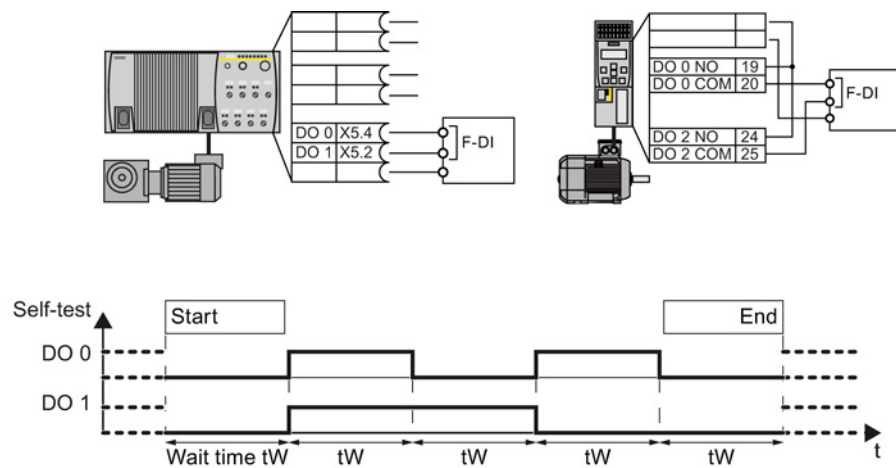 DO 0 X5.4
DO 1 X5.2
F-DI
DO 0 NO 19
DO 0 COM 20
DO 2 NO 24
DO 2 COM 25
F-DI
Self-test
Start
End
DO 0
DO 1
Wait time tW tW tW tW tW
t